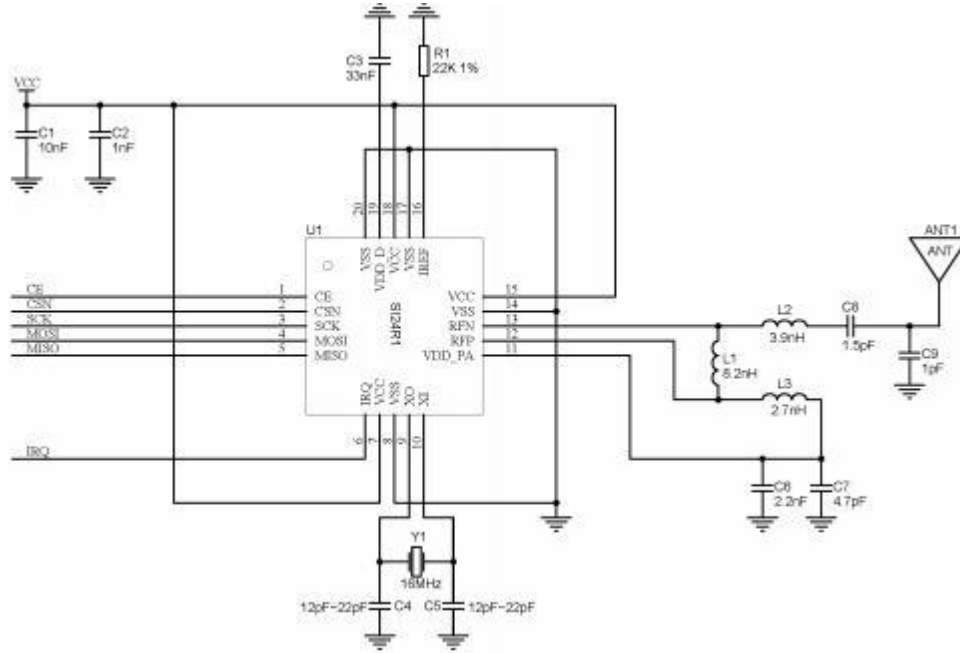 C3
33nF
R1
22K 1%
VCC
C1
10nF
C2
1nF
20
19
18
17
16
U1
VSS
VDD_D
VCC
VSS
IREF
ANT1
ANT
CE
CSN
SCK
MOSI
MISO
1
2
3
4
5
CE
CSN
SCK
MOSI
MISO
SI24R1
VCC
VSS
RFN
RFP
VDD_PA
15
14
13
12
11
L2
3.9nH
C8
1.5pF
C9
1pF
L1
8.2nH
L3
2.7nH
IRQ
VCC
VSS
XO
XI
IRQ
6
7
8
9
10
C6
2.2nF
C7
4.7pF
Y1
16MHz
12pF~22pF
C4
C5
12pF~22pF